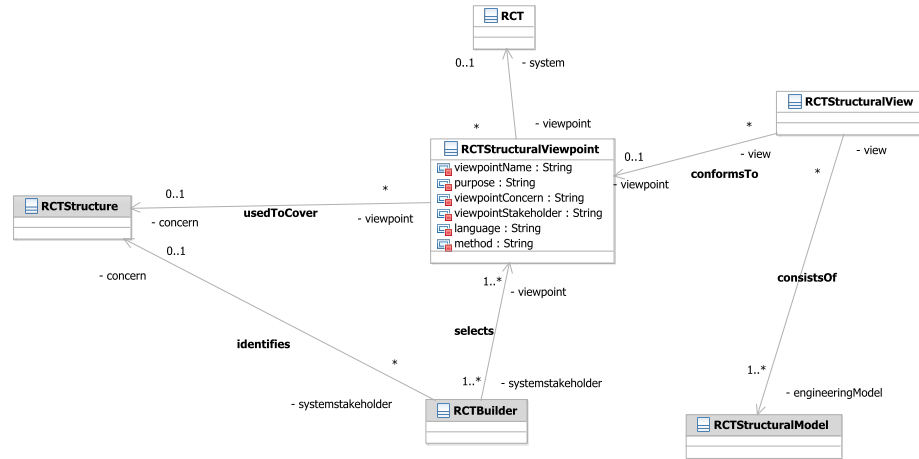 RCT
0..1
- system
RCTStructuralView
*
- viewpoint
*
- view
- view
RCTStructuralViewpoint
0..1
conformsTo
*
viewpointName : String
purpose : String
viewpointConcern : String
viewpointStakeholder : String
language : String
method : String
- viewpoint
0..1
*
RCTStructure
usedToCover
- concern
- viewpoint
0..1
- concern
1..*
- viewpoint
consistsOf
selects
identifies
*
1..*
1..*
- systemstakeholder
- engineeringModel
- systemstakeholder
RCTBuilder
RCTStructuralModel